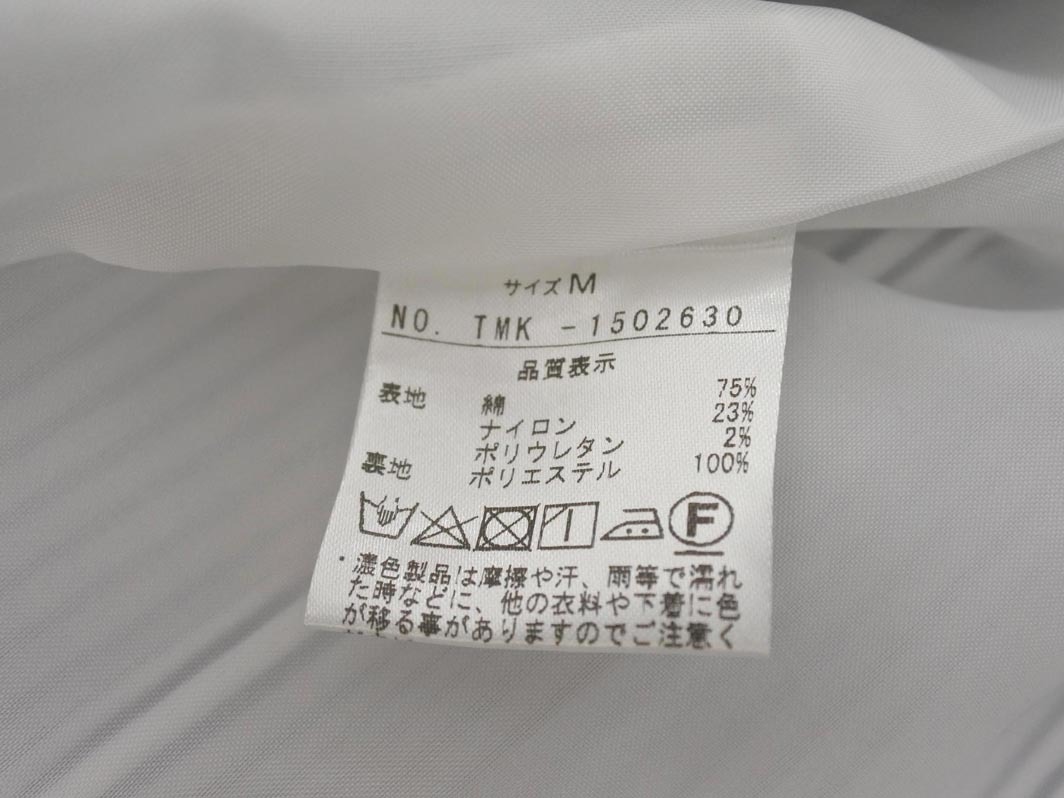 サイズ M
NO. TMK -1502630
品質表示
表地 綿 75%
ナイロン 23%
ポリウレタン 2%
裏地 ポリエステル 100%
F
・濃色製品は摩擦や汗、雨等で濡れ
た時などに、他の衣料や下着に色
が移る事がありますのでご注意く